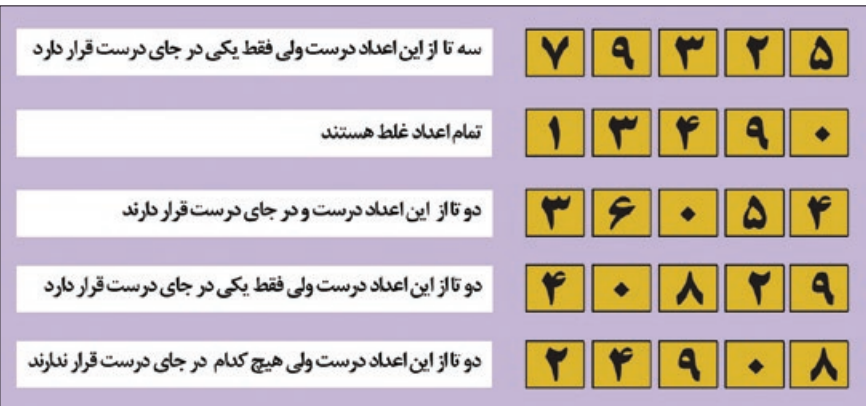 سه تا از این اعداد درست ولی فقط یکی در جای درست قرار دارد
۷ ۹ ۳ ۲ ۵
تمام اعداد غلط هستند
۱ ۳ ۴ ۹ ۰
دو تا از این اعداد درست و در جای درست قرار دارند
۳ ۶ ۰ ۵ ۴
دو تا از این اعداد درست ولی فقط یکی در جای درست قرار دارد
۴ ۰ ۸ ۲ ۹
دو تا از این اعداد درست ولی هیچ کدام در جای درست قرار ندارند
۲ ۴ ۹ ۰ ۸